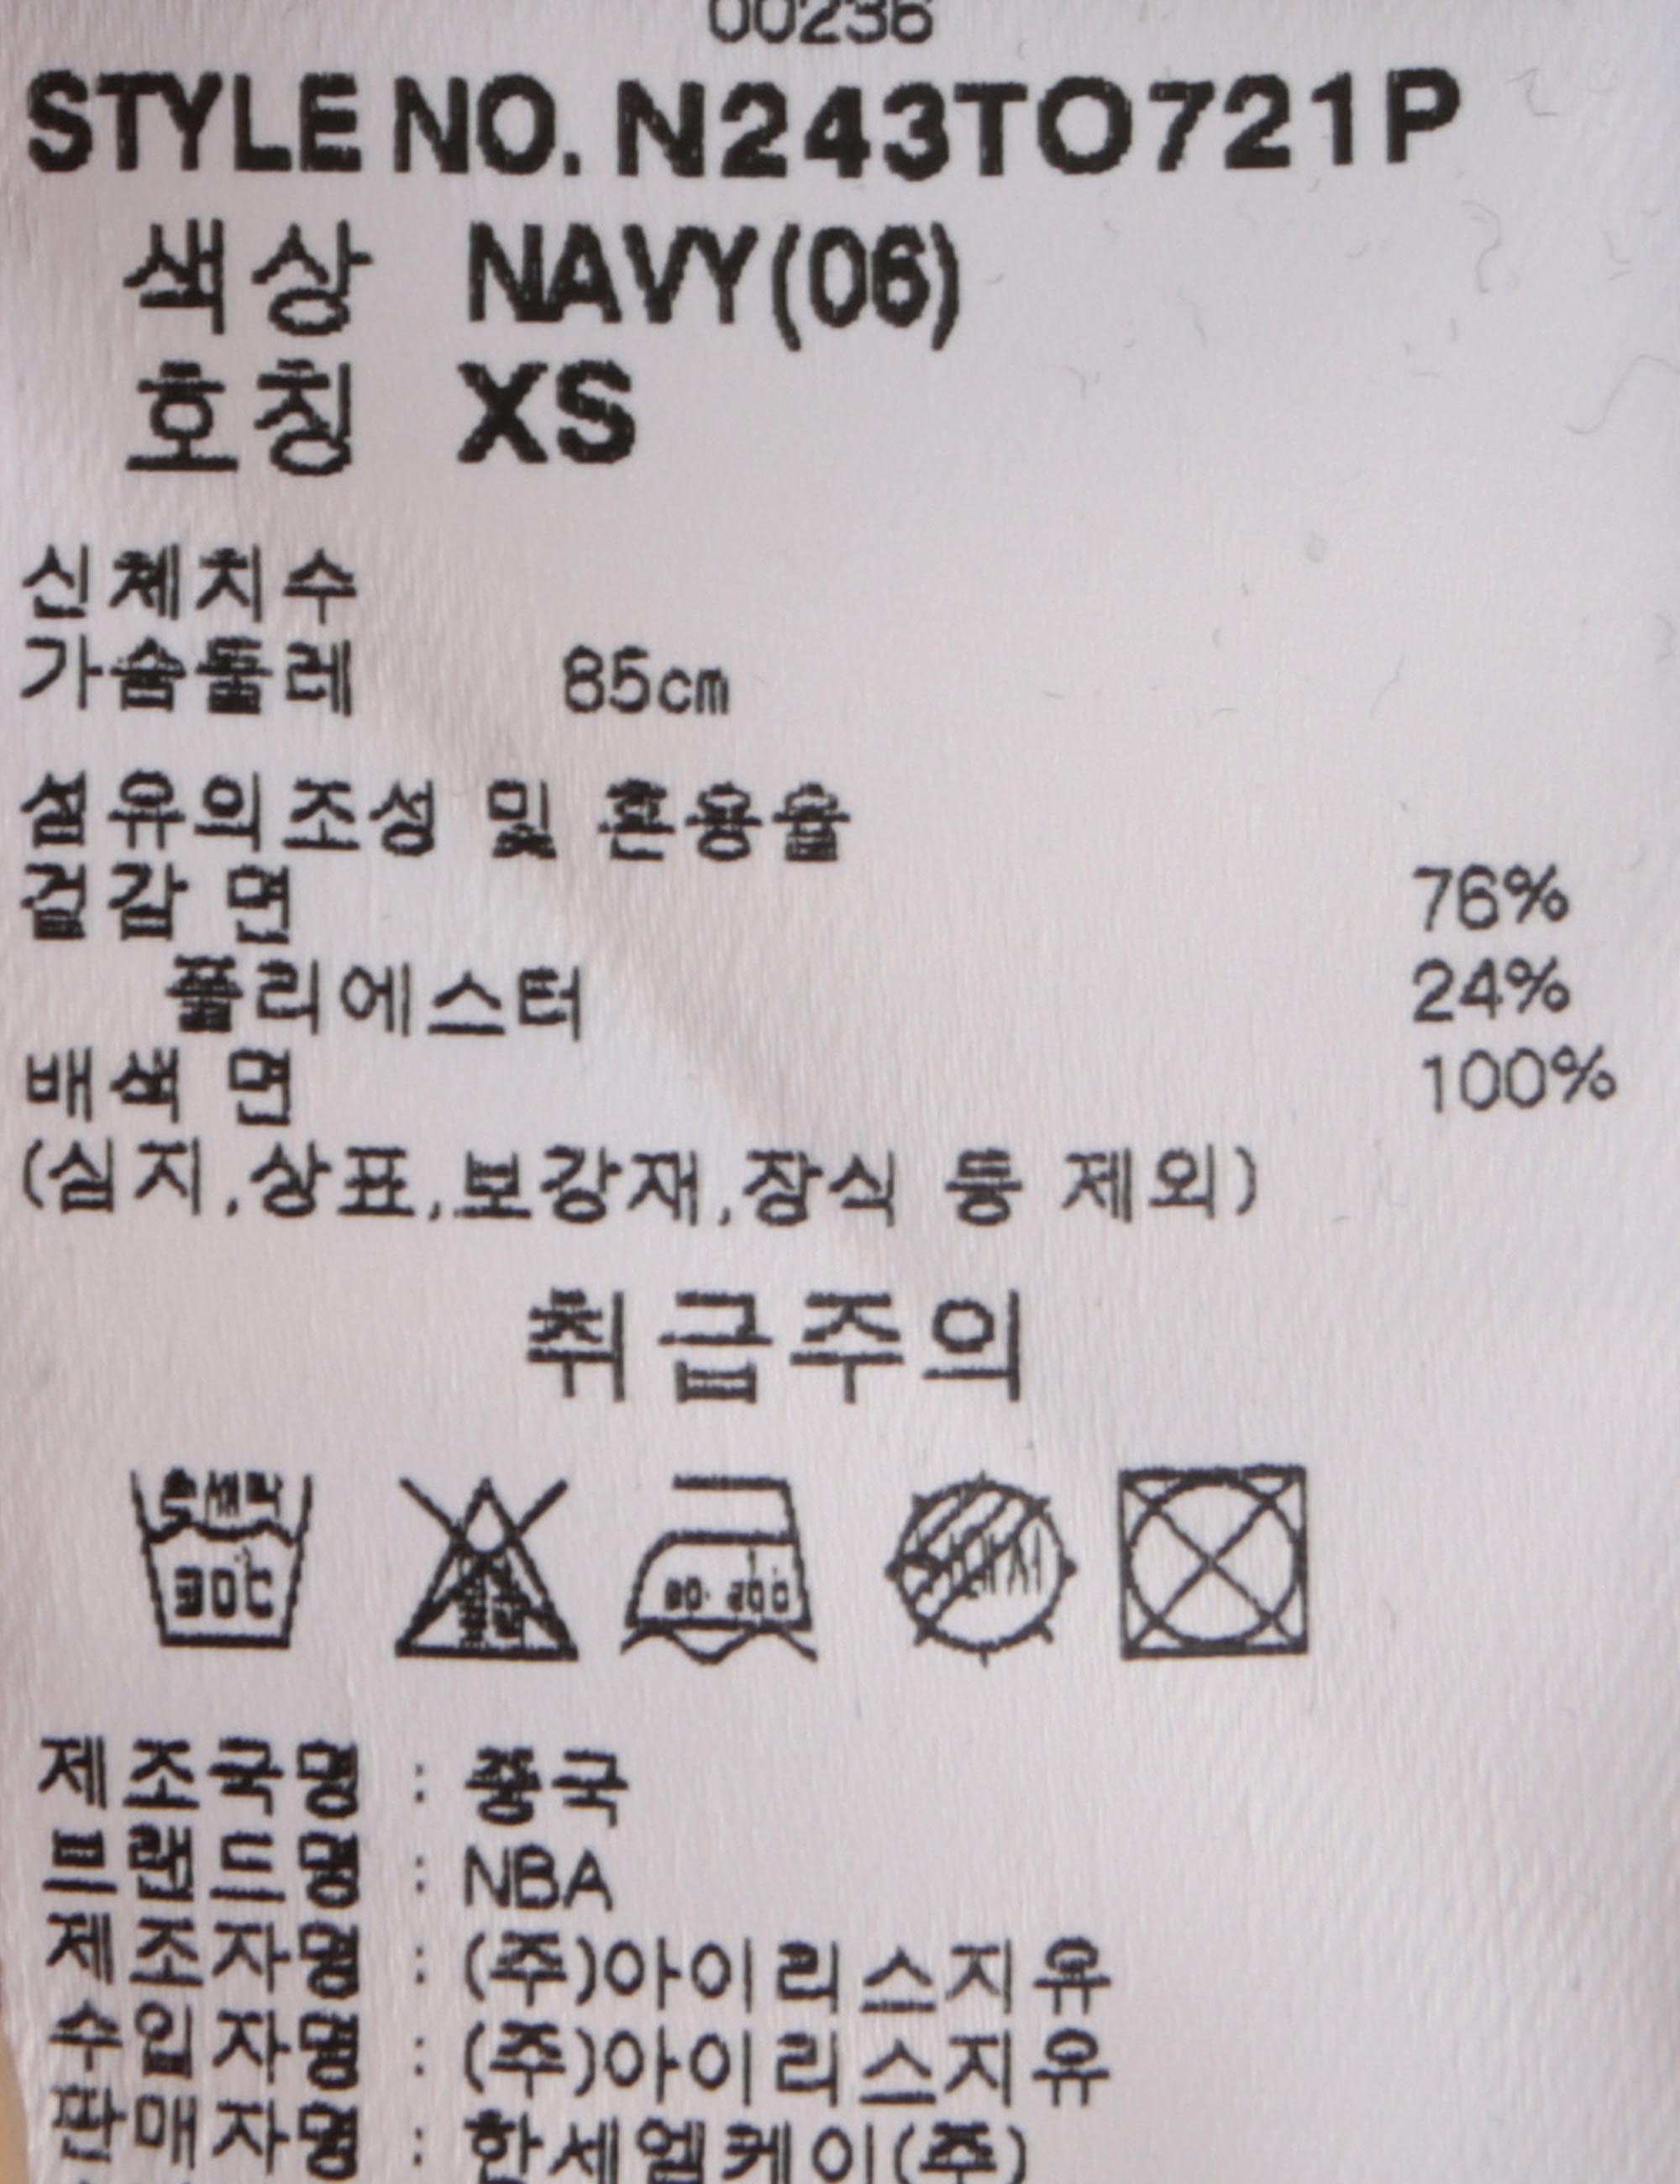 00236
STYLE NO. N243TO721P
색상 NAVY(06)
호칭 XS
신체치수
가슴둘레 85cm
섬유의조성 및 혼용율
겉감 면 76%
폴리에스터 24%
배색 면 100%
(심지,상표,보강재,장식 등 제외)
취급주의
손세탁
30℃
제조국명 : 중국
브랜드명 : NBA
제조자명 : (주)아이리스지유
수입자명 : (주)아이리스지유
판매자명 : 한세엠케이(주)